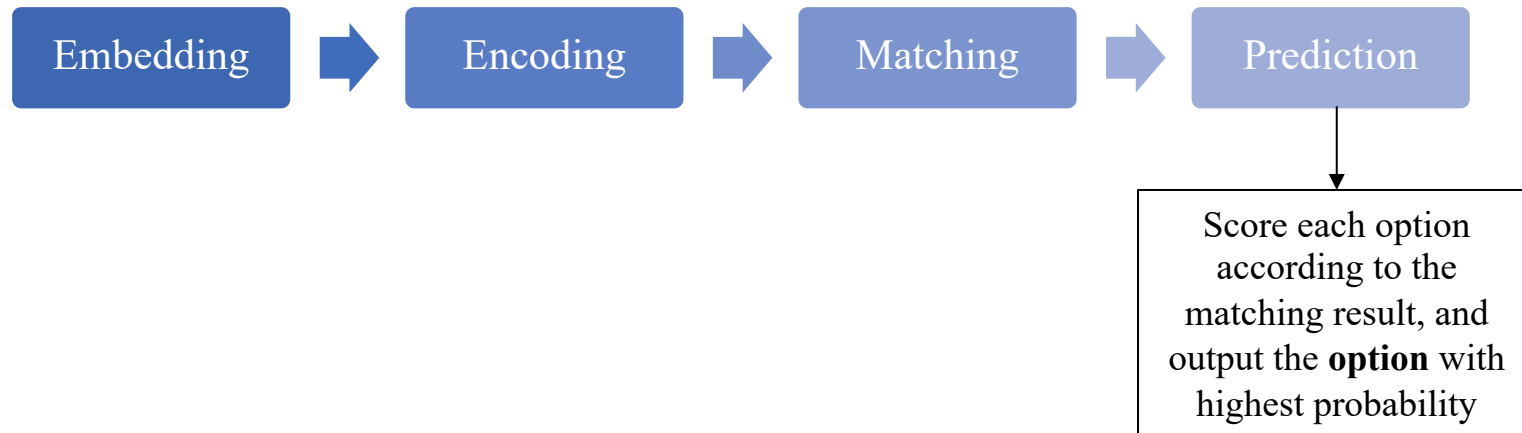 Embedding
Encoding
Matching
Prediction
Score each option
according to the
matching result, and
output the option with
highest probability